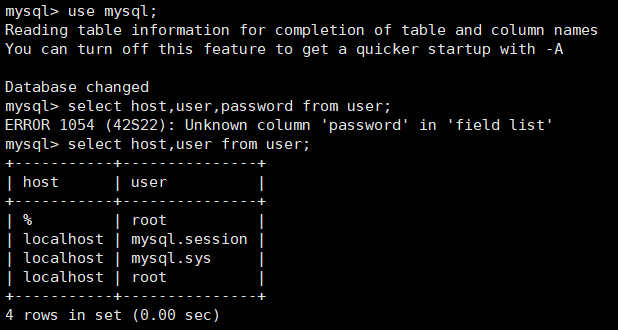 mysql> use mysql;
Reading table information for completion of table and column names
You can turn off this feature to get a quicker startup with -A

Database changed
mysql> select host,user,password from user;
ERROR 1054 (42S22): Unknown column 'password' in 'field list'
mysql> select host,user from user;
+-----------+---------------+
| host      | user          |
+-----------+---------------+
| %         | root          |
| localhost | mysql.session |
| localhost | mysql.sys     |
| localhost | root          |
+-----------+---------------+
4 rows in set (0.00 sec)